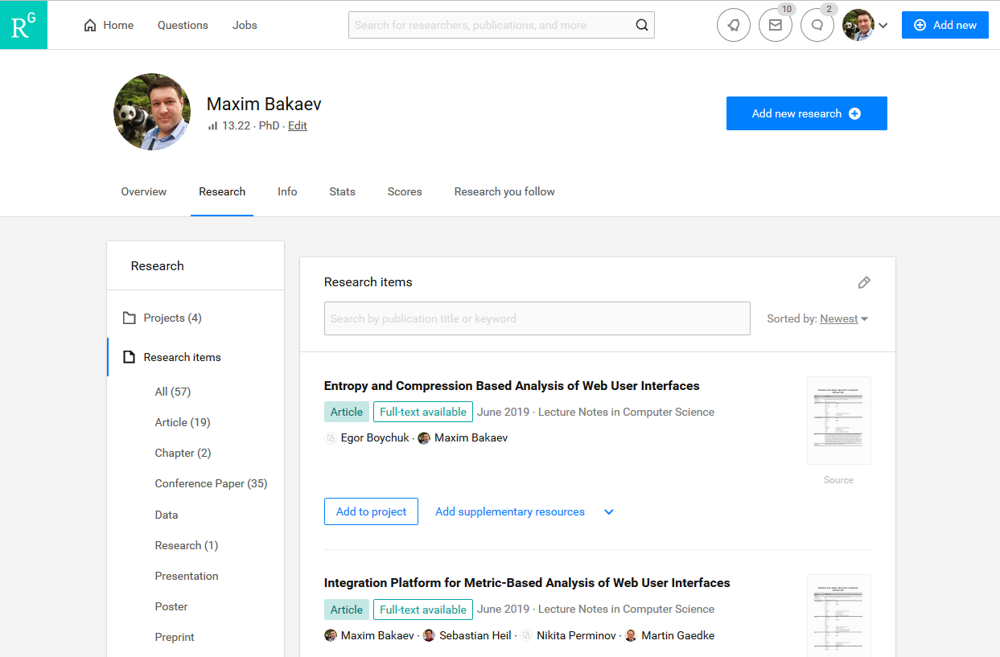 RG Home Questions Jobs Search for researchers, publications, and more 10 2 Add new
Maxim Bakaev
13.22 · PhD · Edit
Add new research
Overview Research Info Stats Scores Research you follow
Research
Projects (4)
Research items
All (57)
Article (19)
Chapter (2)
Conference Paper (35)
Data
Research (1)
Presentation
Poster
Preprint
Research items
Search by publication title or keyword
Sorted by: Newest
Entropy and Compression Based Analysis of Web User Interfaces
Article Full-text available June 2019 · Lecture Notes in Computer Science
Egor Boychuk · Maxim Bakaev
Source
Add to project Add supplementary resources
Integration Platform for Metric-Based Analysis of Web User Interfaces
Article Full-text available June 2019 · Lecture Notes in Computer Science
Maxim Bakaev · Sebastian Heil · Nikita Perminov · Martin Gaedke